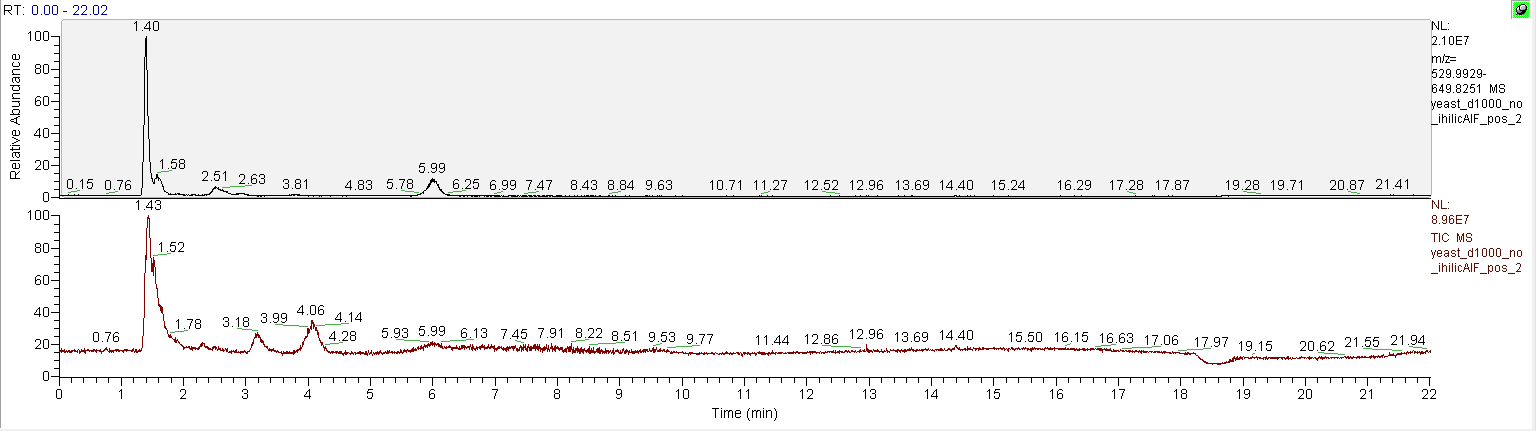 RT: 0.00 - 22.02
1.40
NL:
2.10E7
m/z=
529.9929-
649.8251 MS
yeast_d1000_no
_ihilicAIF_pos_2
100
80
60
40
20
0
Relative Abundance
1.58
5.99
2.51
2.63
0.15 0.76 3.81 4.83 5.78 6.25 6.99 7.47 8.43 8.84 9.63 10.71 11.27 12.52 12.96 13.69 14.40 15.24 16.29 17.28 17.87 19.28 19.71 20.87 21.41
1.43
NL:
8.96E7
TIC MS
yeast_d1000_no
_ihilicAIF_pos_2
100
80
60
40
20
0
1.52
0.76 1.78 3.18 3.99 4.06 4.14 4.28 5.93 5.99 6.13 7.45 7.91 8.22 8.51 9.53 9.77 11.44 12.86 12.96 13.69 14.40 15.50 16.15 16.63 17.06 17.97 19.15 20.62 21.55 21.94
0 1 2 3 4 5 6 7 8 9 10 11 12 13 14 15 16 17 18 19 20 21 22
Time (min)